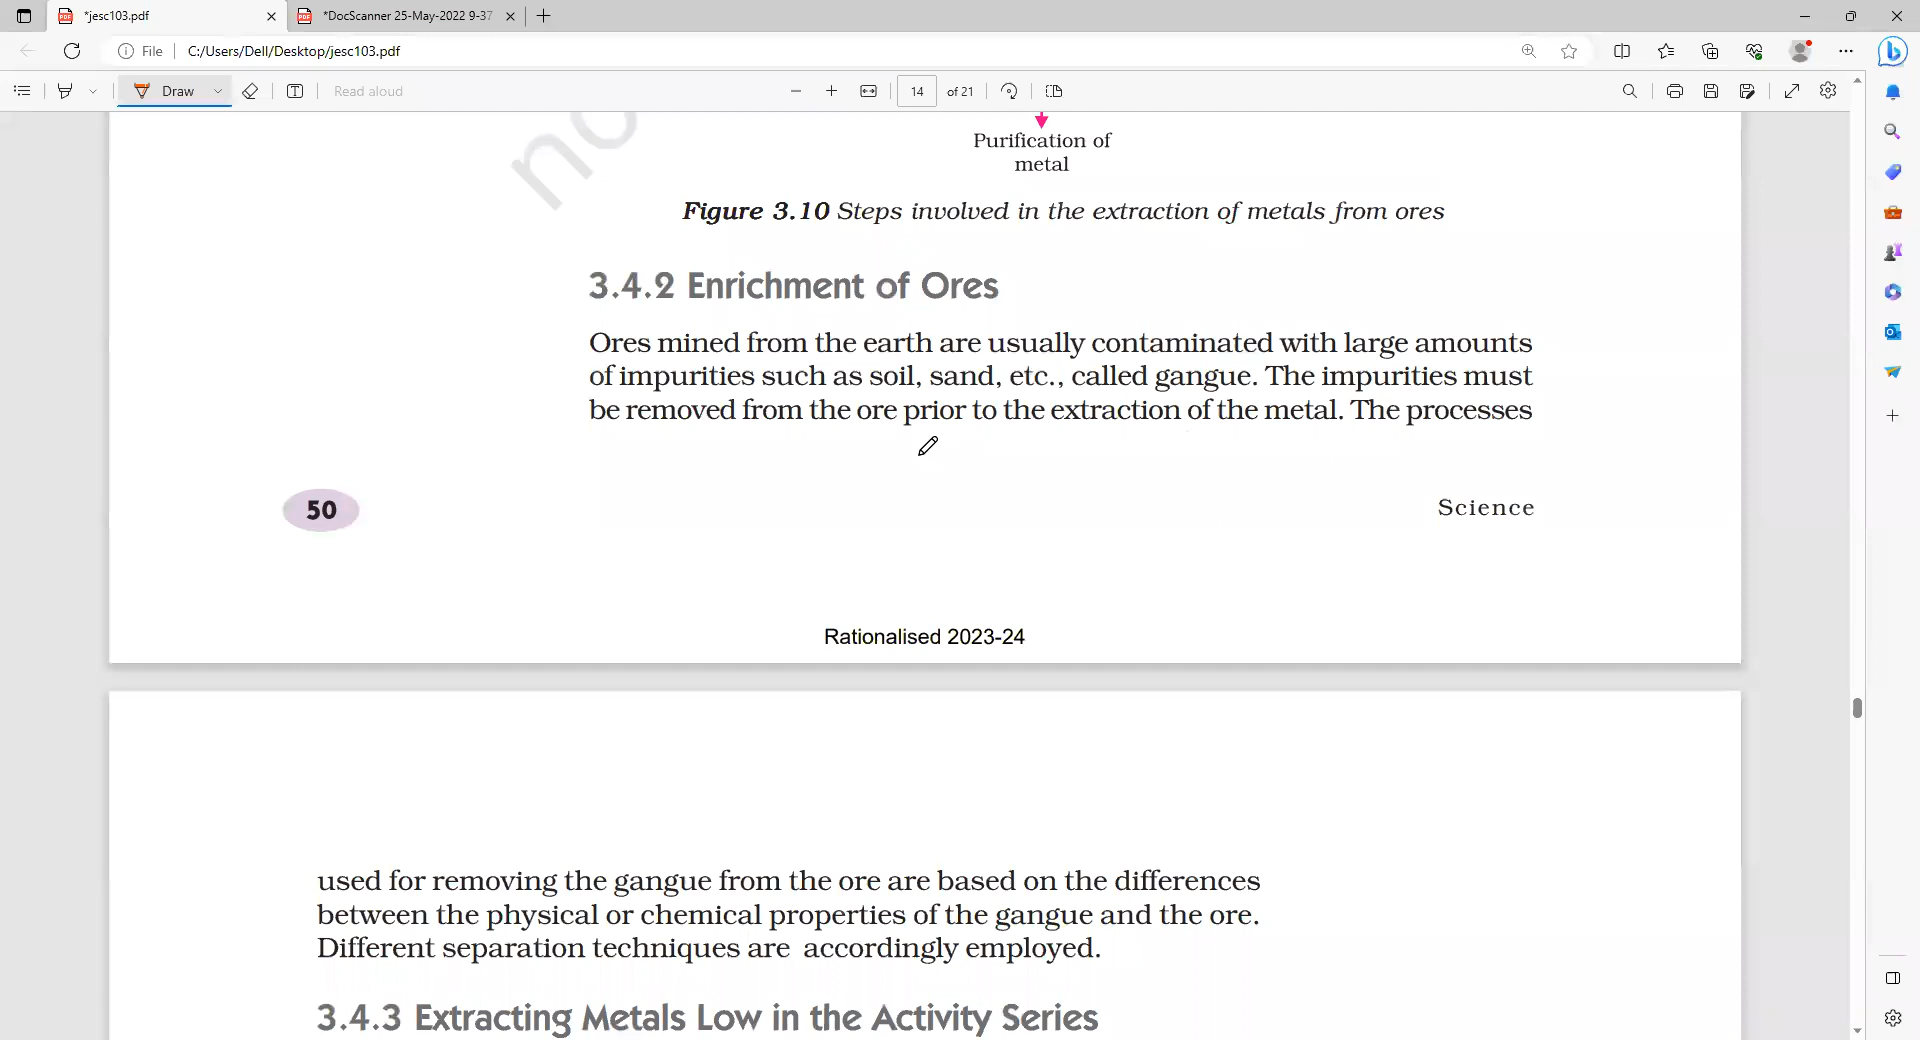 *jesc103.pdf
*DocScanner 25-May-2022 9-37
File
C:/Users/Dell/Desktop/jesc103.pdf
Draw
Read aloud
14
of 21
no
Purification of
metal
Figure 3.10 Steps involved in the extraction of metals from ores
3.4.2 Enrichment of Ores
Ores mined from the earth are usually contaminated with large amounts
of impurities such as soil, sand, etc., called gangue. The impurities must
be removed from the ore prior to the extraction of the metal. The processes
50
Science
Rationalised 2023-24
used for removing the gangue from the ore are based on the differences
between the physical or chemical properties of the gangue and the ore.
Different separation techniques are accordingly employed.
3.4.3 Extracting Metals Low in the Activity Series